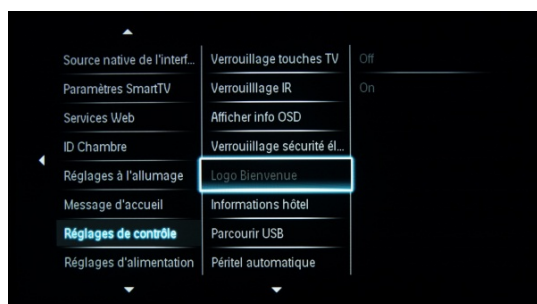 Source native de l'interf...
Paramètres SmartTV
Services Web
ID Chambre
Réglages à l'allumage
Message d'accueil
Réglages de contrôle
Réglages d'alimentation
Verrouillage touches TV
Verrouilllage IR
Afficher info OSD
Verrouiillage sécurité él...
Logo Bienvenue
Informations hôtel
Parcourir USB
Péritel automatique
Off
On